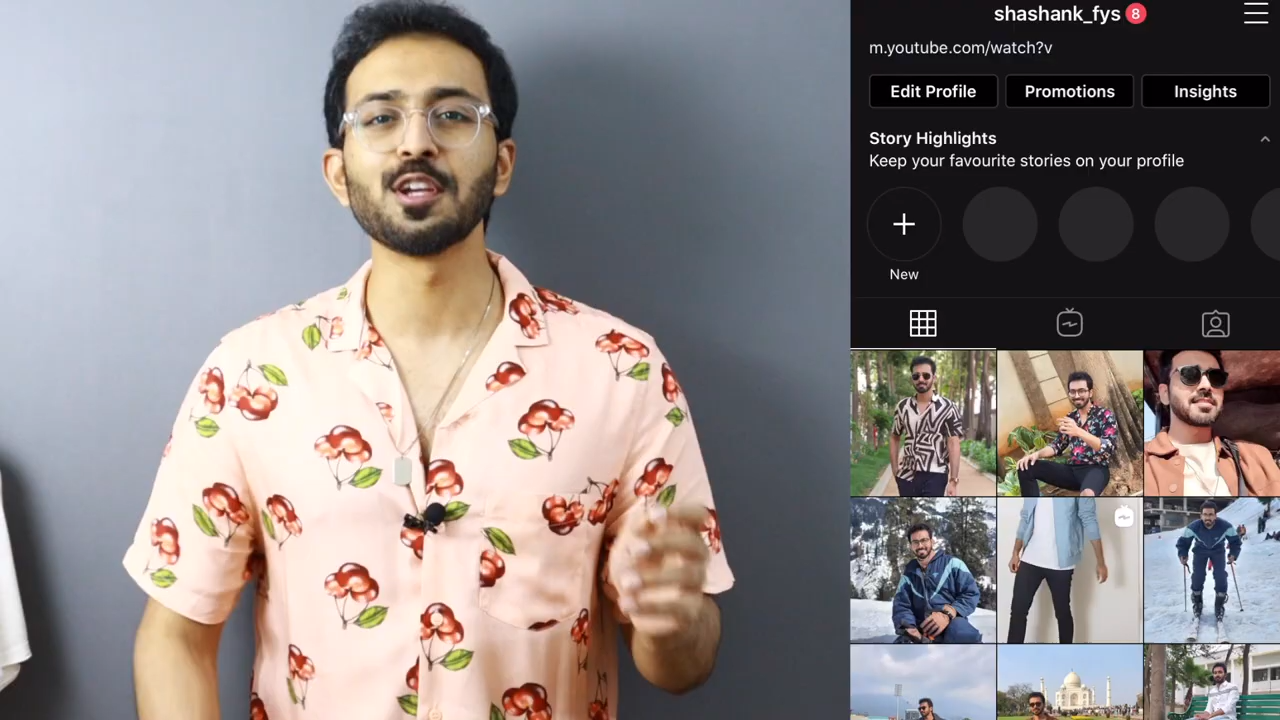 shashank_fys 8
m.youtube.com/watch?v
Edit Profile
Promotions
Insights
Story Highlights
Keep your favourite stories on your profile
New